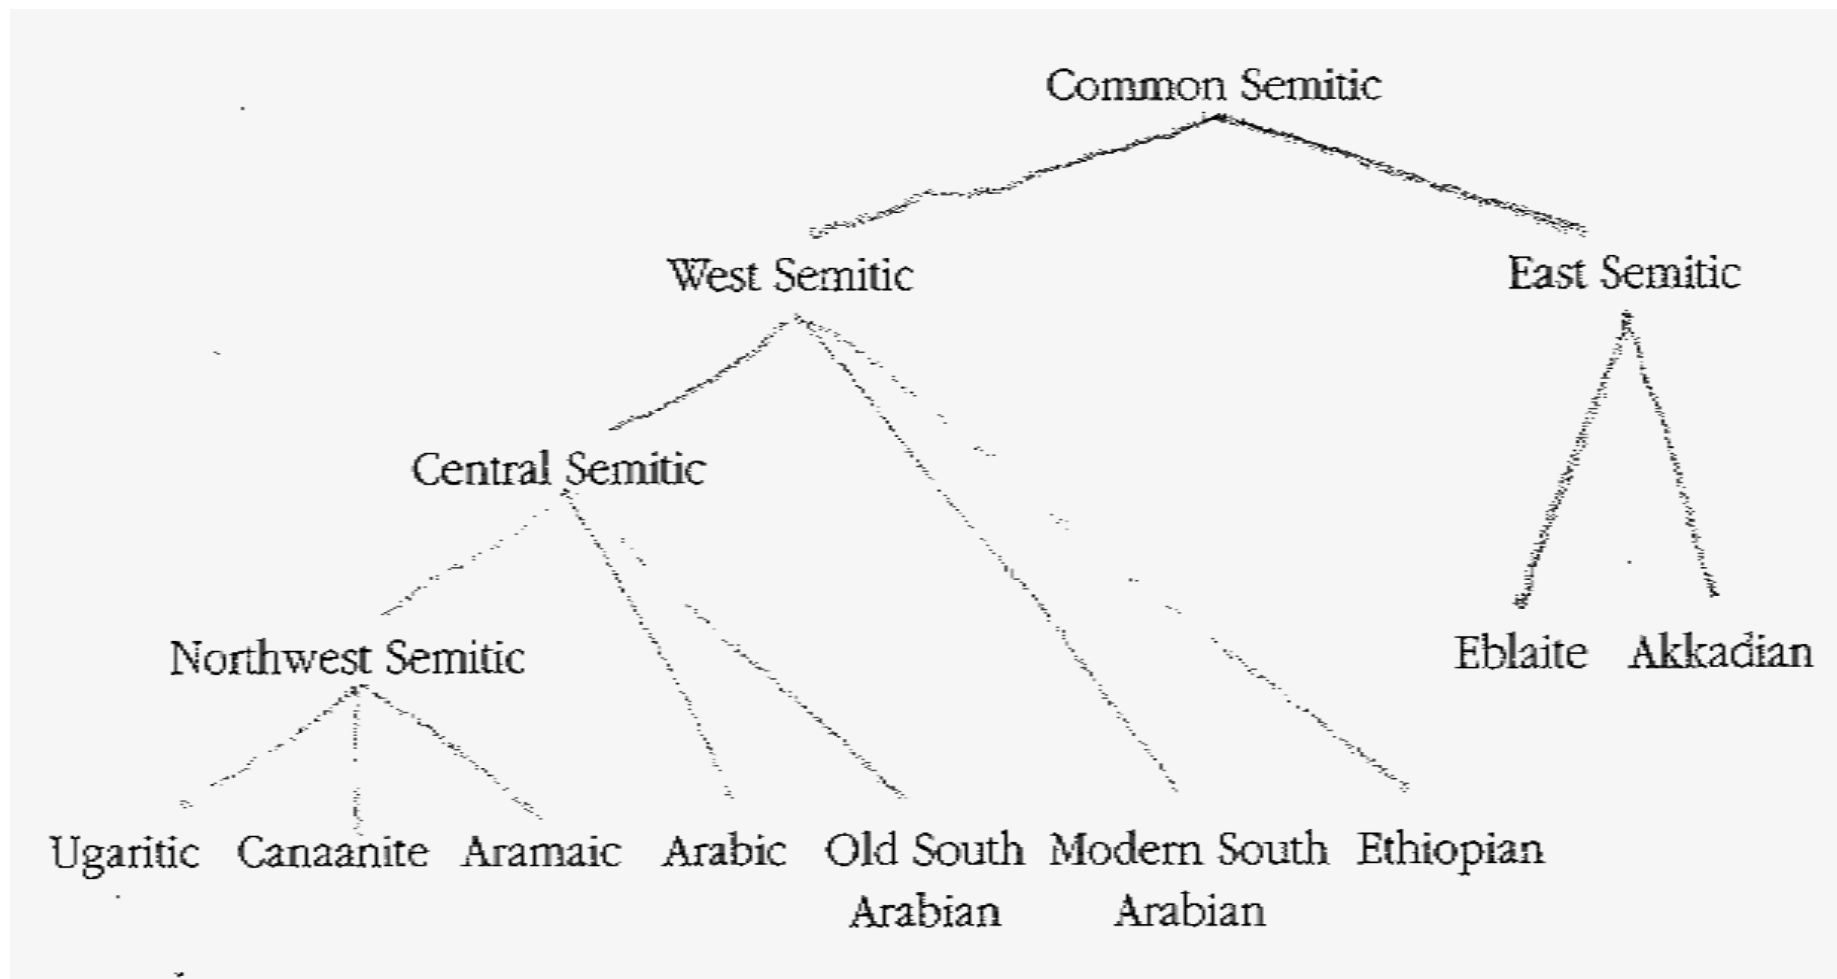 Common Semitic
West Semitic
East Semitic
Central Semitic
Northwest Semitic
Eblaite
Akkadian
Ugaritic
Canaanite
Aramaic
Arabic
Old South
Arabian
Modern South
Arabian
Ethiopian